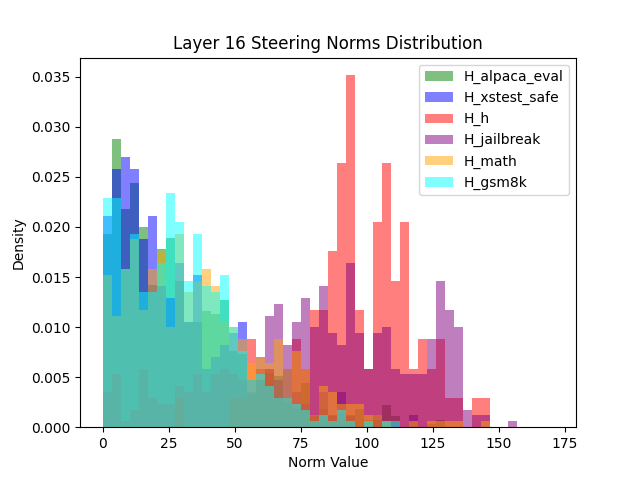 Layer 16 Steering Norms Distribution
H_alpaca_eval
H_xstest_safe
H_h
H_jailbreak
H_math
H_gsm8k
Density
0.035
0.030
0.025
0.020
0.015
0.010
0.005
0.000
0 25 50 75 100 125 150 175
Norm Value